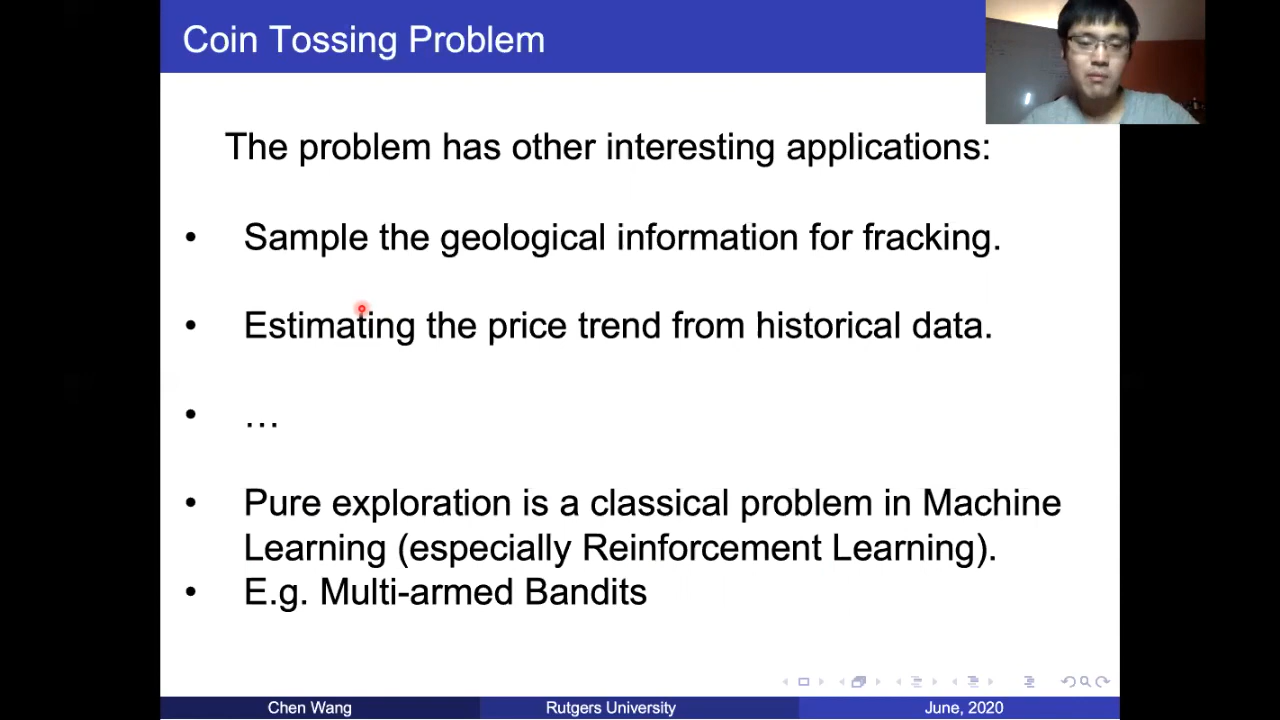 Coin Tossing Problem
The problem has other interesting applications:
• Sample the geological information for fracking.
• Estimating the price trend from historical data.
• …
• Pure exploration is a classical problem in Machine
Learning (especially Reinforcement Learning).
• E.g. Multi-armed Bandits
Chen Wang Rutgers University June, 2020